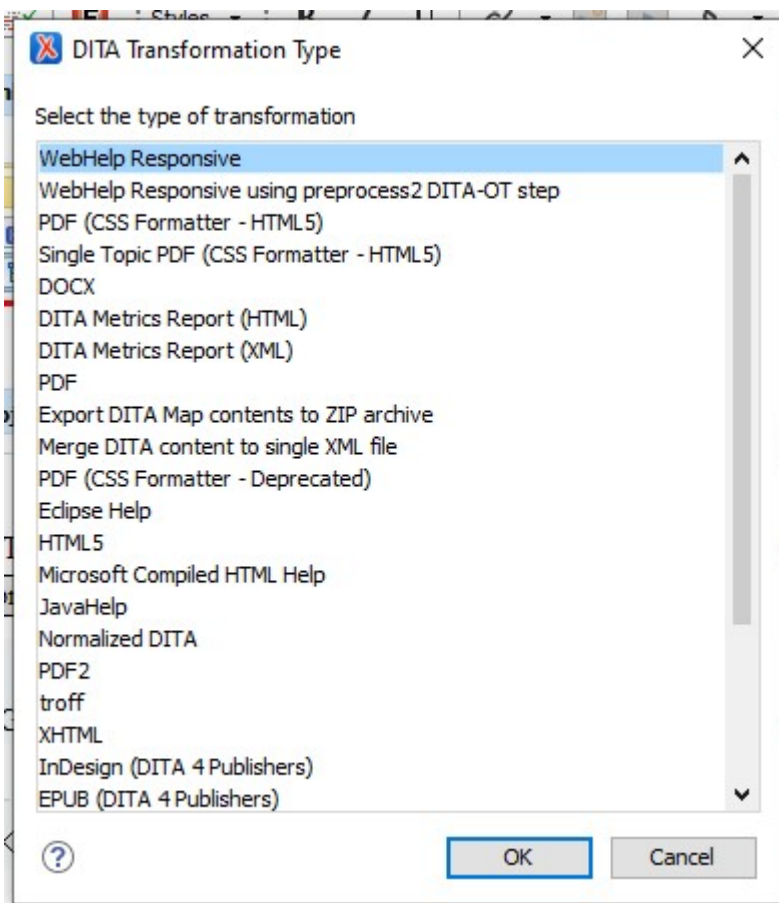 Styles
DITA Transformation Type
Select the type of transformation
WebHelp Responsive
WebHelp Responsive using preprocess2 DITA-OT step
PDF (CSS Formatter - HTML5)
Single Topic PDF (CSS Formatter - HTML5)
DOCX
DITA Metrics Report (HTML)
DITA Metrics Report (XML)
PDF
Export DITA Map contents to ZIP archive
Merge DITA content to single XML file
PDF (CSS Formatter - Deprecated)
Eclipse Help
HTML5
Microsoft Compiled HTML Help
JavaHelp
Normalized DITA
PDF2
troff
XHTML
InDesign (DITA 4 Publishers)
EPUB (DITA 4 Publishers)
OK Cancel